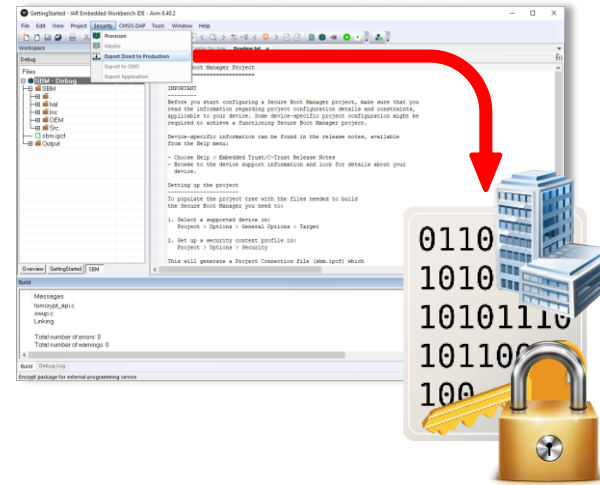 GettingStarted - IAR Embedded Workbench IDE - Arm 8.40.2
File Edit View Project Security CMSIS-DAP Tools Window Help
Provision
Master
Export Direct to Production
Export to OMS
Export Application
Workspace
Debug
Files
SBM - Debug
SBM
hal
Inc
OEM
Src
sbm.ipcf
Output
Overview GettingStarted SBM
Boot Manager Project
IMPORTANT
Before you start configuring a Secure Boot Manager project, make sure that you
read the information regarding project configuration details and constraints,
applicable to your device. Some device-specific project configuration might be
required to achieve a functioning Secure Boot Manager project.
Device-specific information can be found in the release notes, available
from the Help menu:
- Choose Help > Embedded Trust/C-Trust Release Notes
- Browse to the device support information and look for details about your
device.
Setting up the project
To populate the project tree with the files needed to build
the Secure Boot Manager you need to:
1. Select a supported device in:
Project > Options > General Options > Target
2. Set up a security context profile in:
Project > Options > Security
This will generate a Project Connection file (sbm.ipcf) which
Build
Messages
tomcrypt_api.c
swup.c
Linking
Total number of errors: 0
Total number of warnings: 0
Build Debug Log
Encrypt package for external programming service
0110
1010
10101110
101100
100